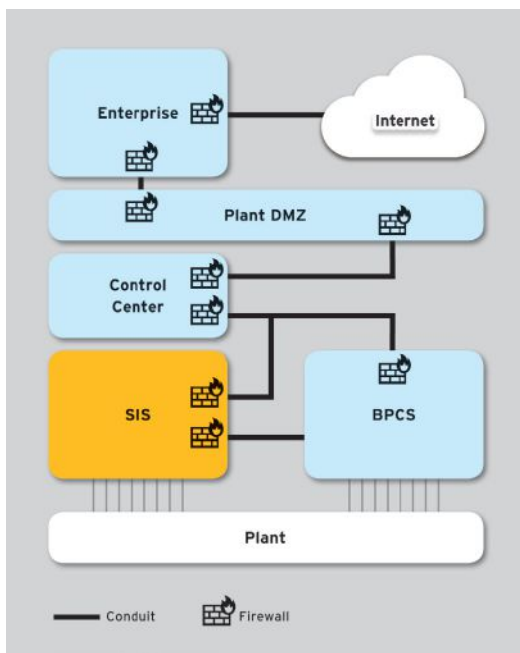 Enterprise
Internet
Plant DMZ
Control
Center
SIS
BPCS
Plant
Conduit
Firewall